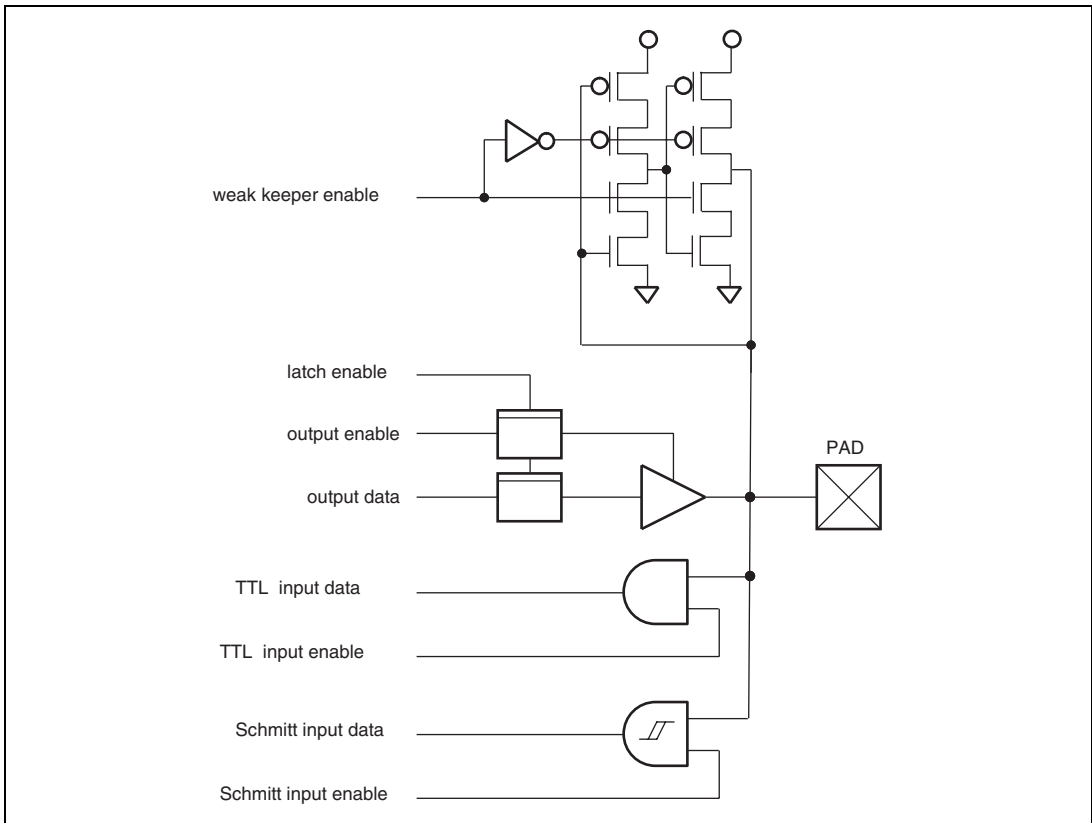 weak keeper enable
latch enable
output enable
output data
PAD
TTL input data
TTL input enable
Schmitt input data
Schmitt input enable